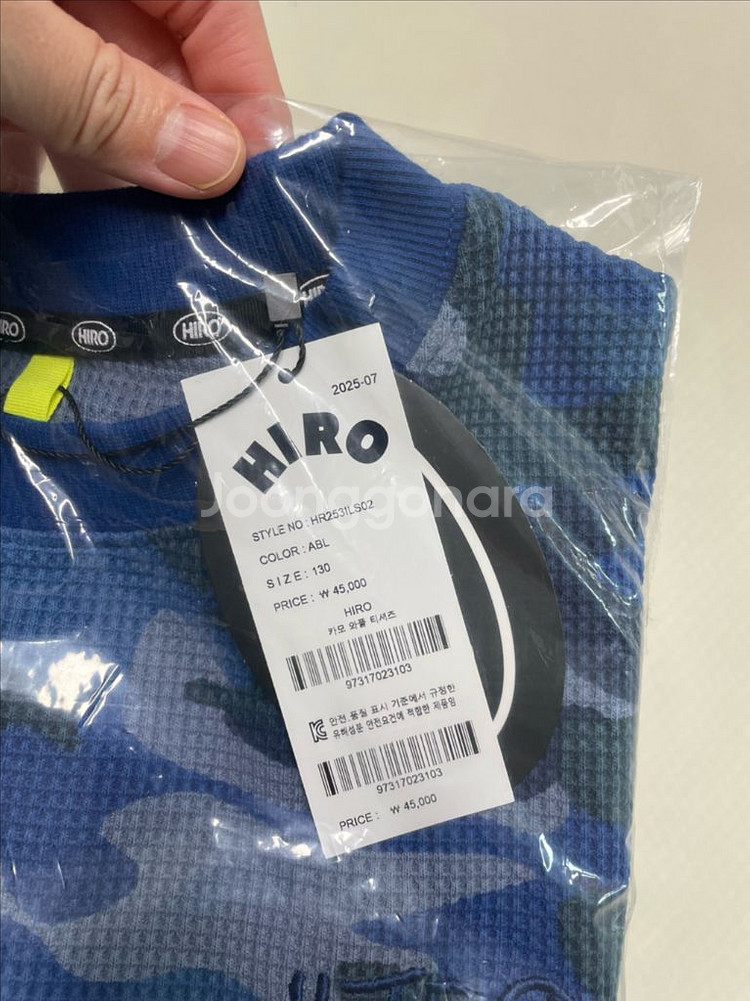 HIRO
HIRO
2025-07
HIRO
Joonggonara
STYLE NO : HR253ILS02
COLOR : ABL
SIZE : 130
PRICE : ₩ 45,000
HIRO
카모 와플 티셔츠
97317023103
안전_품질 표시 기준에서 규정한
유해성분 안전요건에 적합한 제품임
97317023103
PRICE : ₩ 45,000